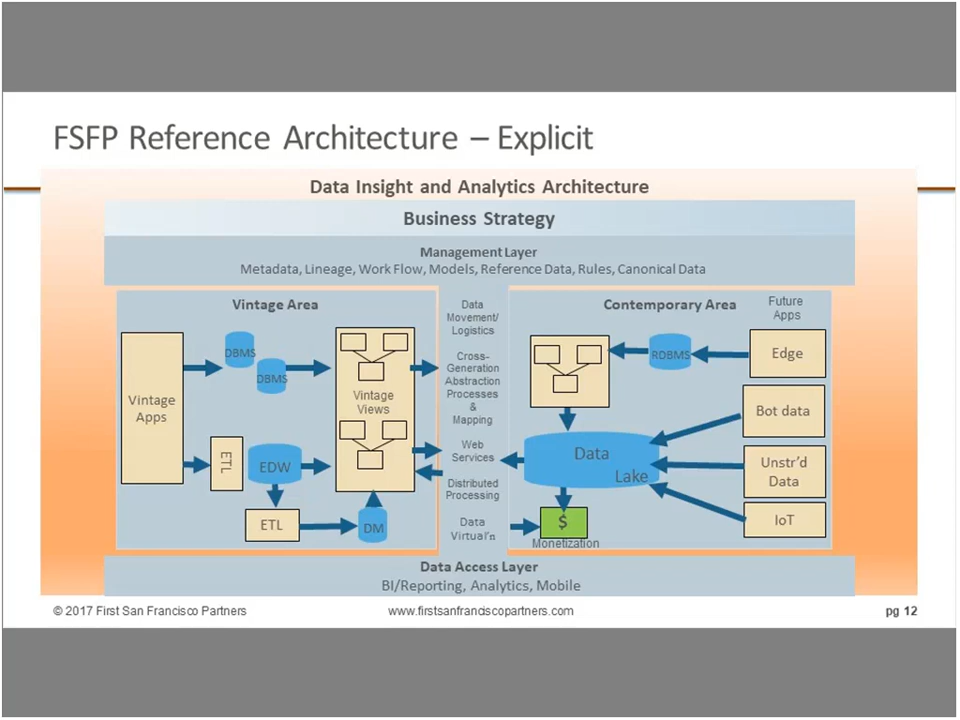 FSFP Reference Architecture – Explicit
Data Insight and Analytics Architecture
Business Strategy
Management Layer
Metadata, Lineage, Work Flow, Models, Reference Data, Rules, Canonical Data
Vintage Area
Vintage
Apps
DBMS
DBMS
ETL
EDW
ETL
DM
Vintage
Views
Data
Movement/
Logistics
Cross-
Generation
Abstraction
Processes
&
Mapping
Web
Services
Distributed
Processing
Data
Virtual'n
Contemporary Area
Future
Apps
RDBMS
Edge
Bot data
Unstr'd
Data
IoT
Data
Lake
$
Monetization
Data Access Layer
BI/Reporting, Analytics, Mobile
© 2017 First San Francisco Partners
www.firstsanfranciscopartners.com
pg 12